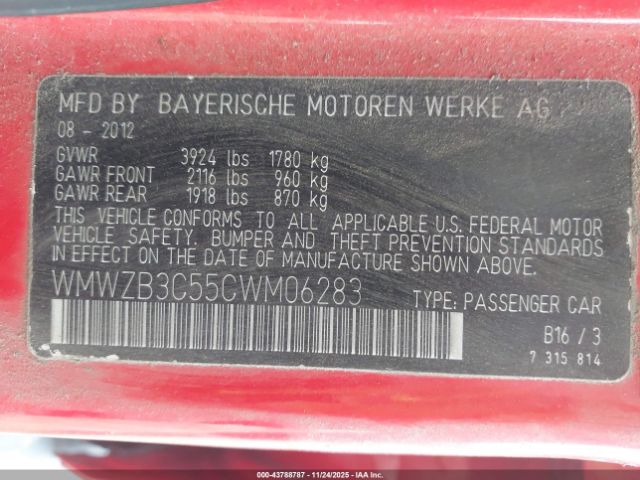 MFD BY BAYERISCHE MOTOREN WERKE AG
08 - 2012
GVWR 3924 lbs 1780 kg
GAWR FRONT 2116 lbs 960 kg
GAWR REAR 1918 lbs 870 kg
THIS VEHICLE CONFORMS TO ALL APPLICABLE U.S. FEDERAL MOTOR
VEHICLE SAFETY. BUMPER AND THEFT PREVENTION STANDARDS
IN EFFECT ON THE DATE OF MANUFACTURE SHOWN ABOVE
WMWZB3C55CWM06283 TYPE: PASSENGER CAR
B16 / 3
7 315 814
000-43788787 - 11/24/2025 - IAA Inc.